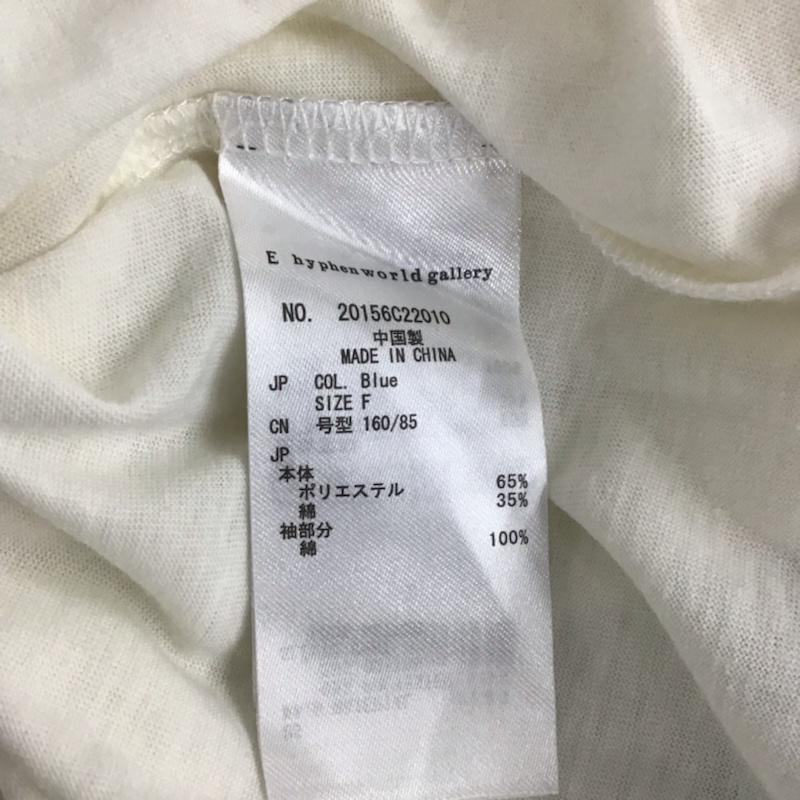 E hyphenworld gallery
NO. 20156C22010
中国製
MADE IN CHINA
JP COL. Blue
SIZE F
CN 号型 160/85
JP
本体
ポリエステル 65%
綿 35%
袖部分
綿 100%